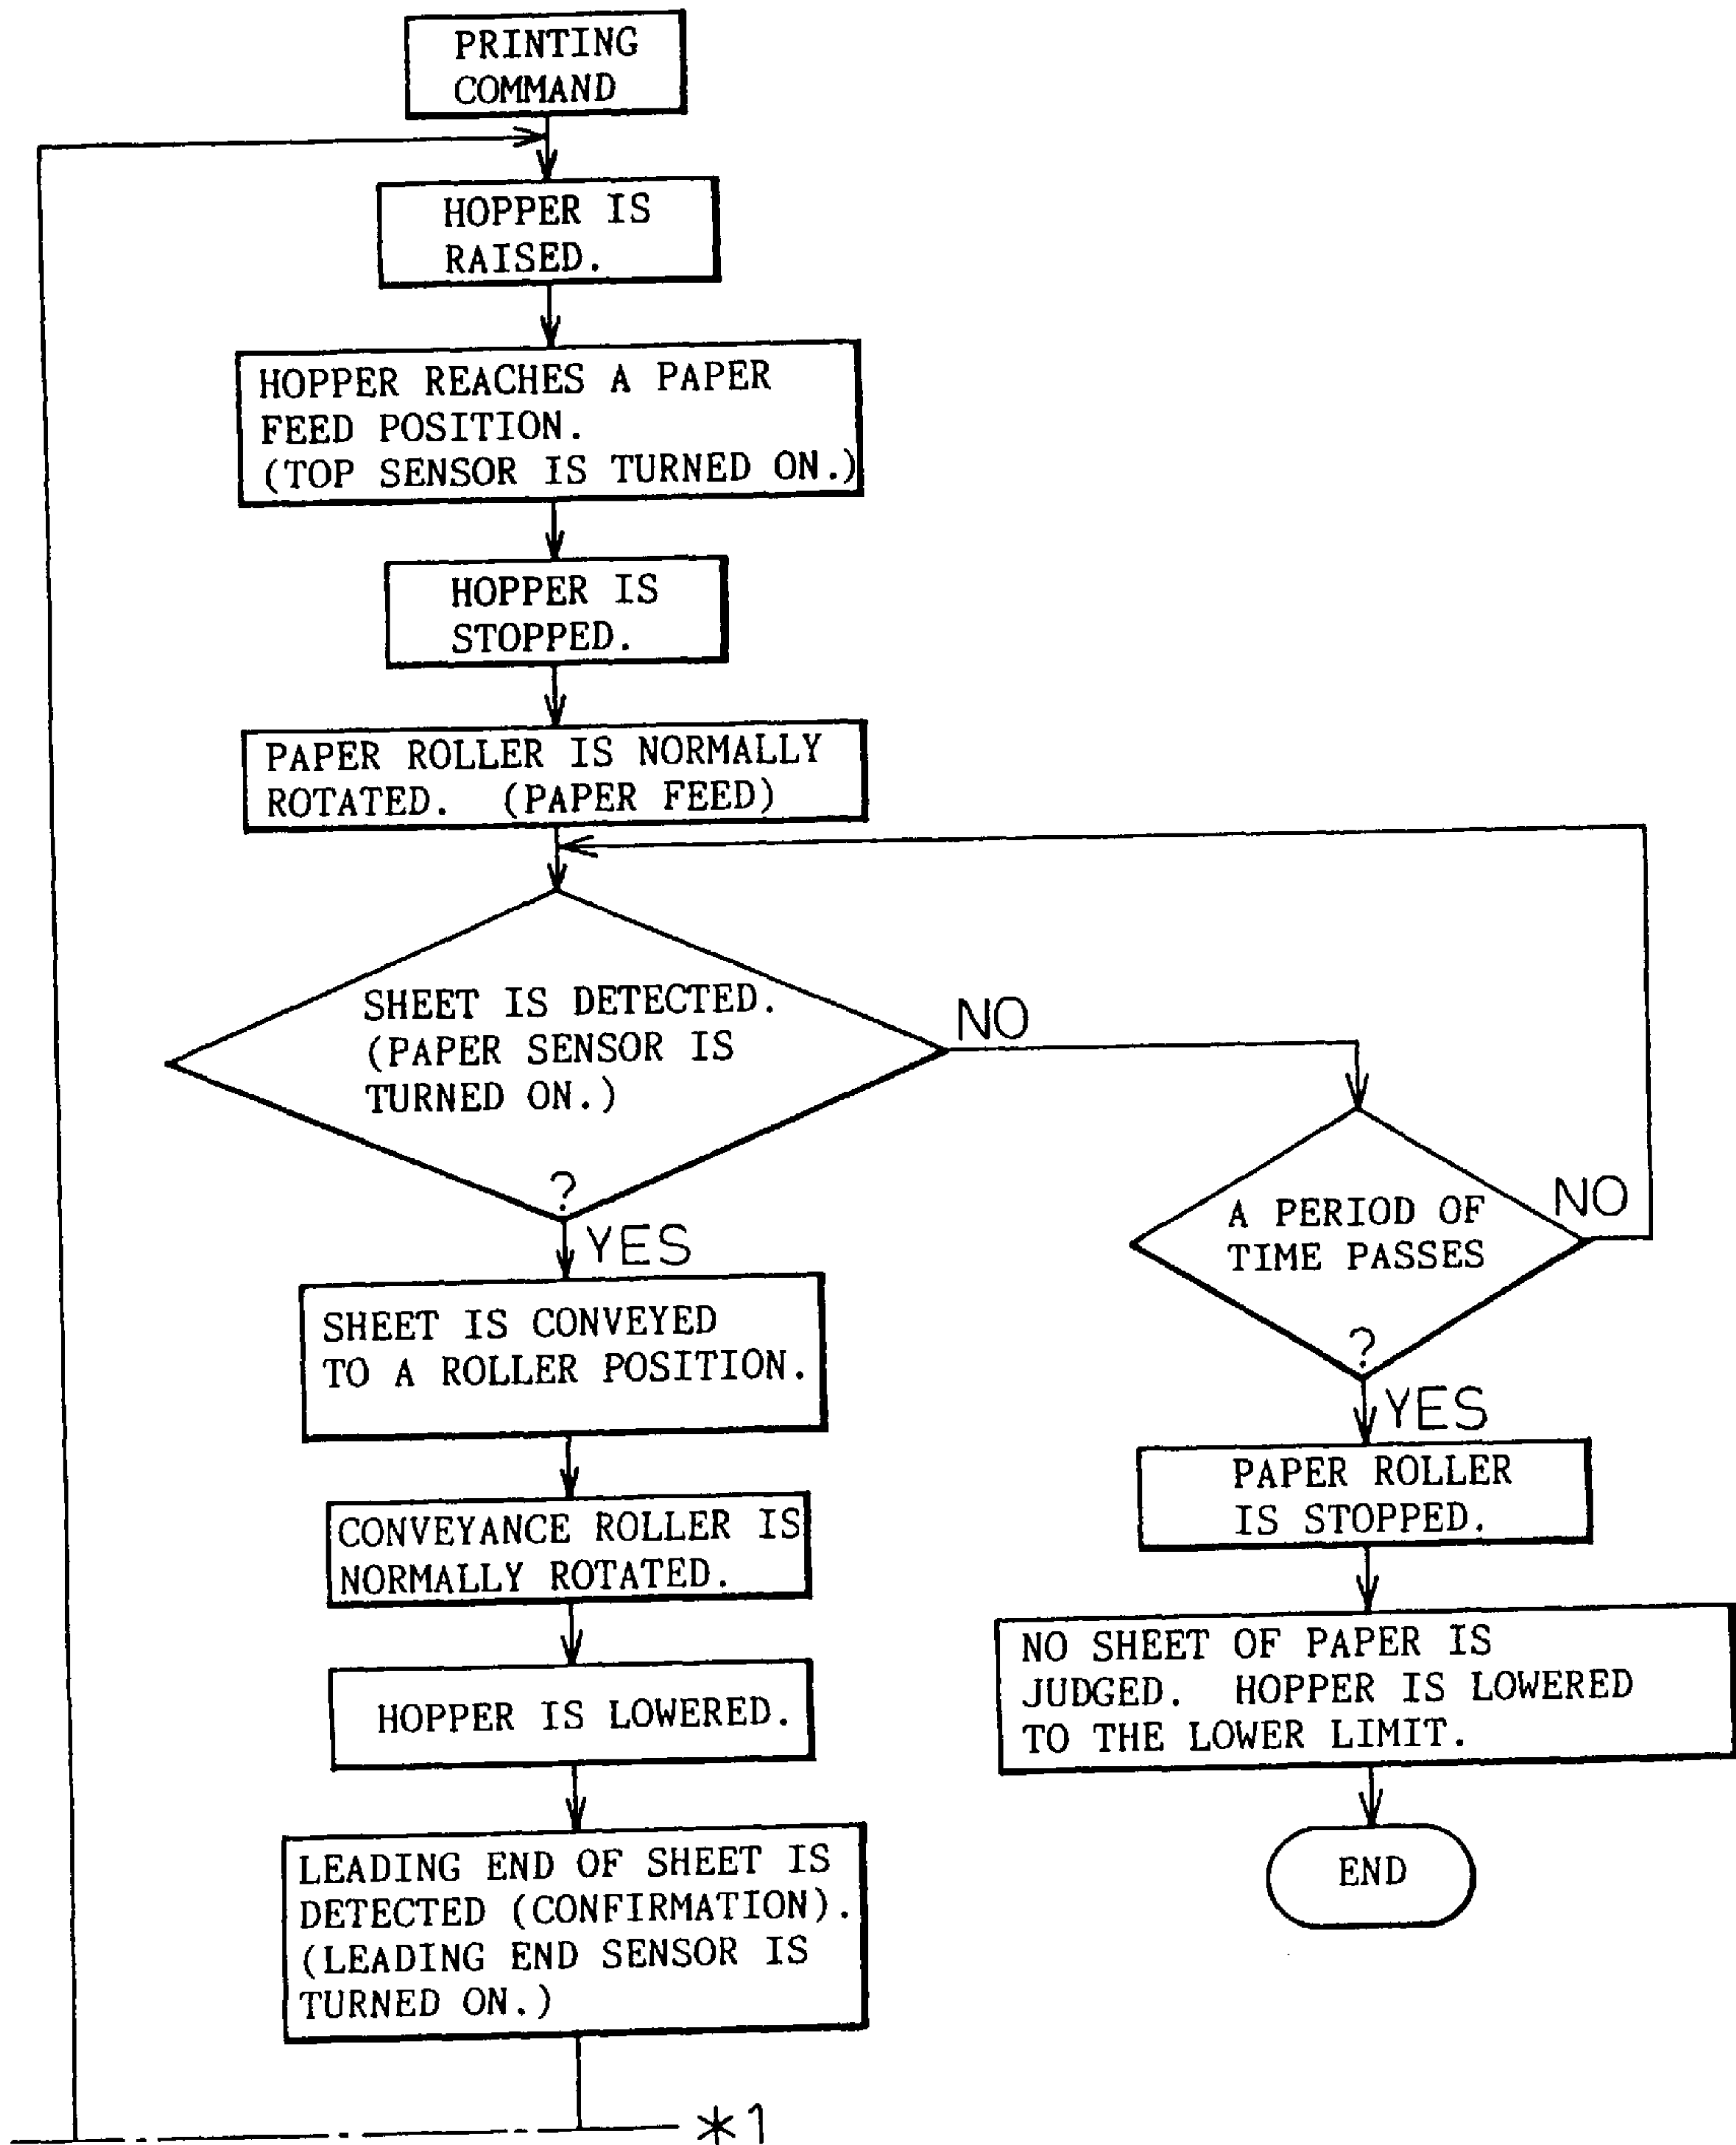 PRINTING
COMMAND
HOPPER IS
RAISED.
HOPPER REACHES A PAPER
FEED POSITION.
(TOP SENSOR IS TURNED ON.)
HOPPER IS
STOPPED.
PAPER ROLLER IS NORMALLY
ROTATED. (PAPER FEED)
SHEET IS DETECTED.
(PAPER SENSOR IS
TURNED ON.)
?
NO
YES
A PERIOD OF
TIME PASSES
?
NO
YES
SHEET IS CONVEYED
TO A ROLLER POSITION.
CONVEYANCE ROLLER IS
NORMALLY ROTATED.
HOPPER IS LOWERED.
LEADING END OF SHEET IS
DETECTED (CONFIRMATION).
(LEADING END SENSOR IS
TURNED ON.)
PAPER ROLLER
IS STOPPED.
NO SHEET OF PAPER IS
JUDGED. HOPPER IS LOWERED
TO THE LOWER LIMIT.
END
*1